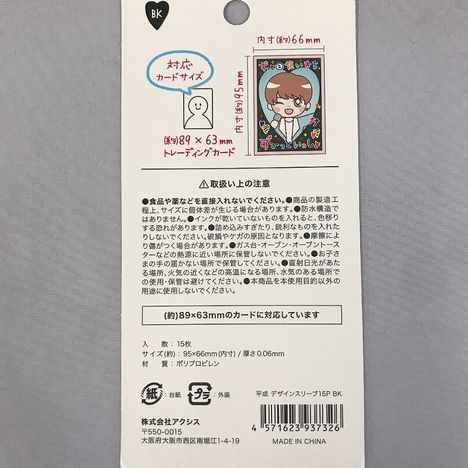 BK
内寸(約)66mm
対応
カードサイズ
内寸(約)95mm
(約)89×63mm
トレーディングカード
ずーっといっしょ
⚠取扱い上の注意
●食品や薬などを直接入れないでください。●商品の製造工
程上、サイズに個体差が生じる場合があります。●防水構造で
はありません。●インクが乾いていないものを入れると、色移り
する恐れがあります。●詰め込みすぎたり、鋭利なものを入れた
りしないでください。破損やケガの原因となります。●摩擦によ
り傷がつく場合があります。●ガス台・オーブン・オーブントース
ターなどの熱源に近い場所に保管しないでください。●お子さ
まの手の届かない場所で保管してください。●直射日光があた
る場所、火気の近くなどの高温になる場所、水気のある場所で
の使用・保管は避けてください。●本商品を本使用目的以外の
用途に使用しないでください。
(約)89×63mmのカードに対応しています
入 数：15枚
サイズ(約)：95×66mm(内寸)/厚さ0.06mm
材 質：ポリプロピレン
紙：台紙 プラ：外装
平成 デザインスリーブ15P BK
株式会社アクシス
〒550-0015
大阪府大阪市西区南堀江1-4-19
4 571623 937326
MADE IN CHINA